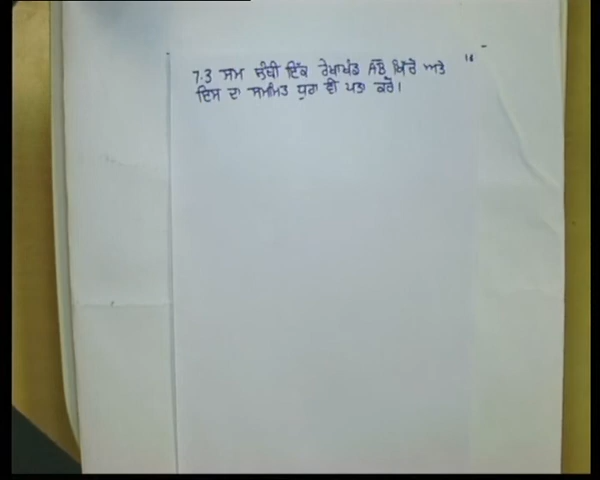 7.3 ਸਮ ਲੰਬੀ ਇੱਕ ਰੇਖਾਖੰਡ ਖਿੱਚੋ ਅਤੇ
ਇਸ ਦਾ ਸਮਮਿਤ ਧੁਰਾ ਵੀ ਪਤਾ ਕਰੋ।